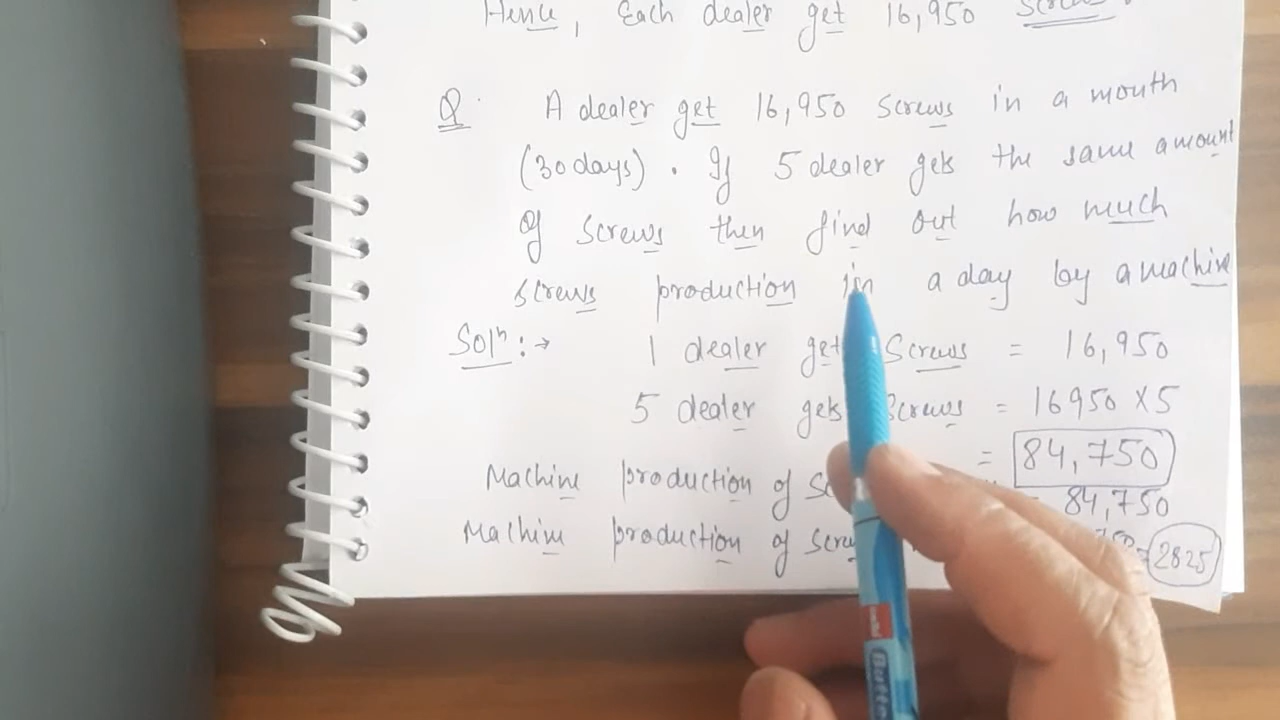 Hence, Each dealer get 16,950 Screws.
Q. A dealer get 16,950 screws in a month
(30 days). If 5 dealer gets the same amount
of screws then find out how much
screws production in a day by a machine
Solⁿ:→ 1 dealer get Screws = 16,950
5 dealer gets Screws = 16950 X 5
= 84,750
Machine production of = 84,750
Machine production of 2825